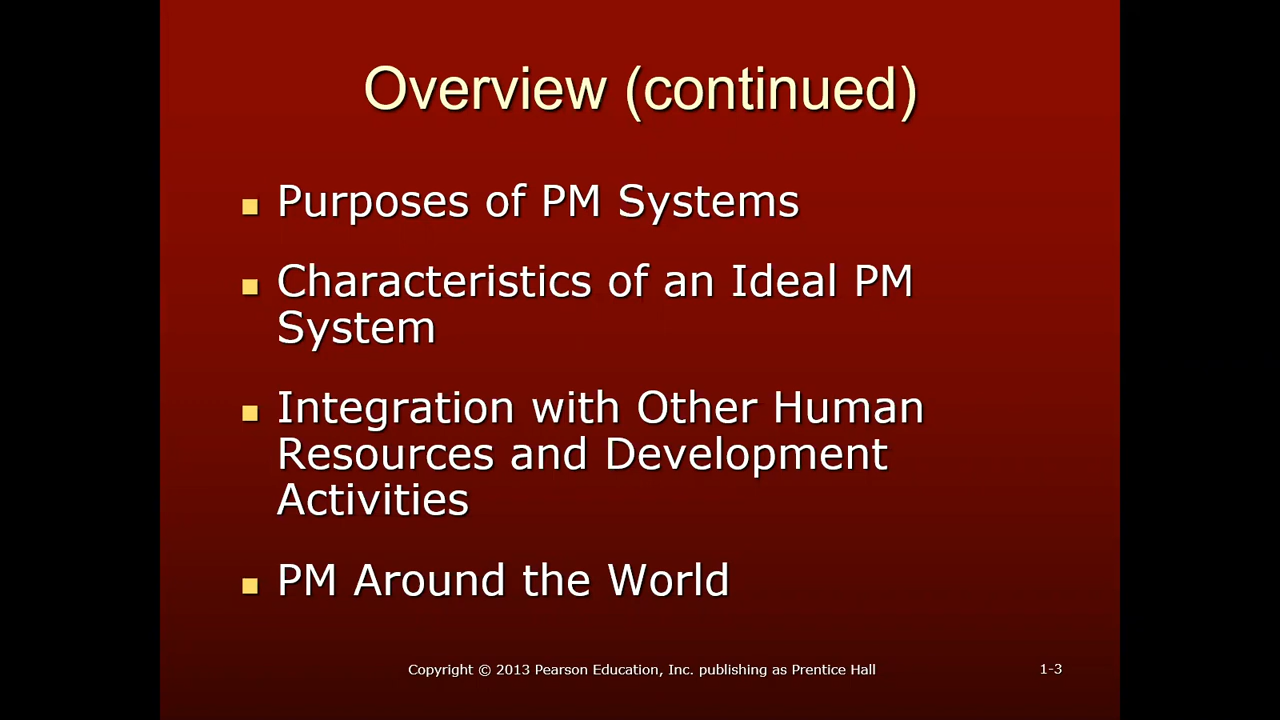 Overview (continued)
■ Purposes of PM Systems
■ Characteristics of an Ideal PM
System
■ Integration with Other Human
Resources and Development
Activities
■ PM Around the World
Copyright © 2013 Pearson Education, Inc. publishing as Prentice Hall
1-3